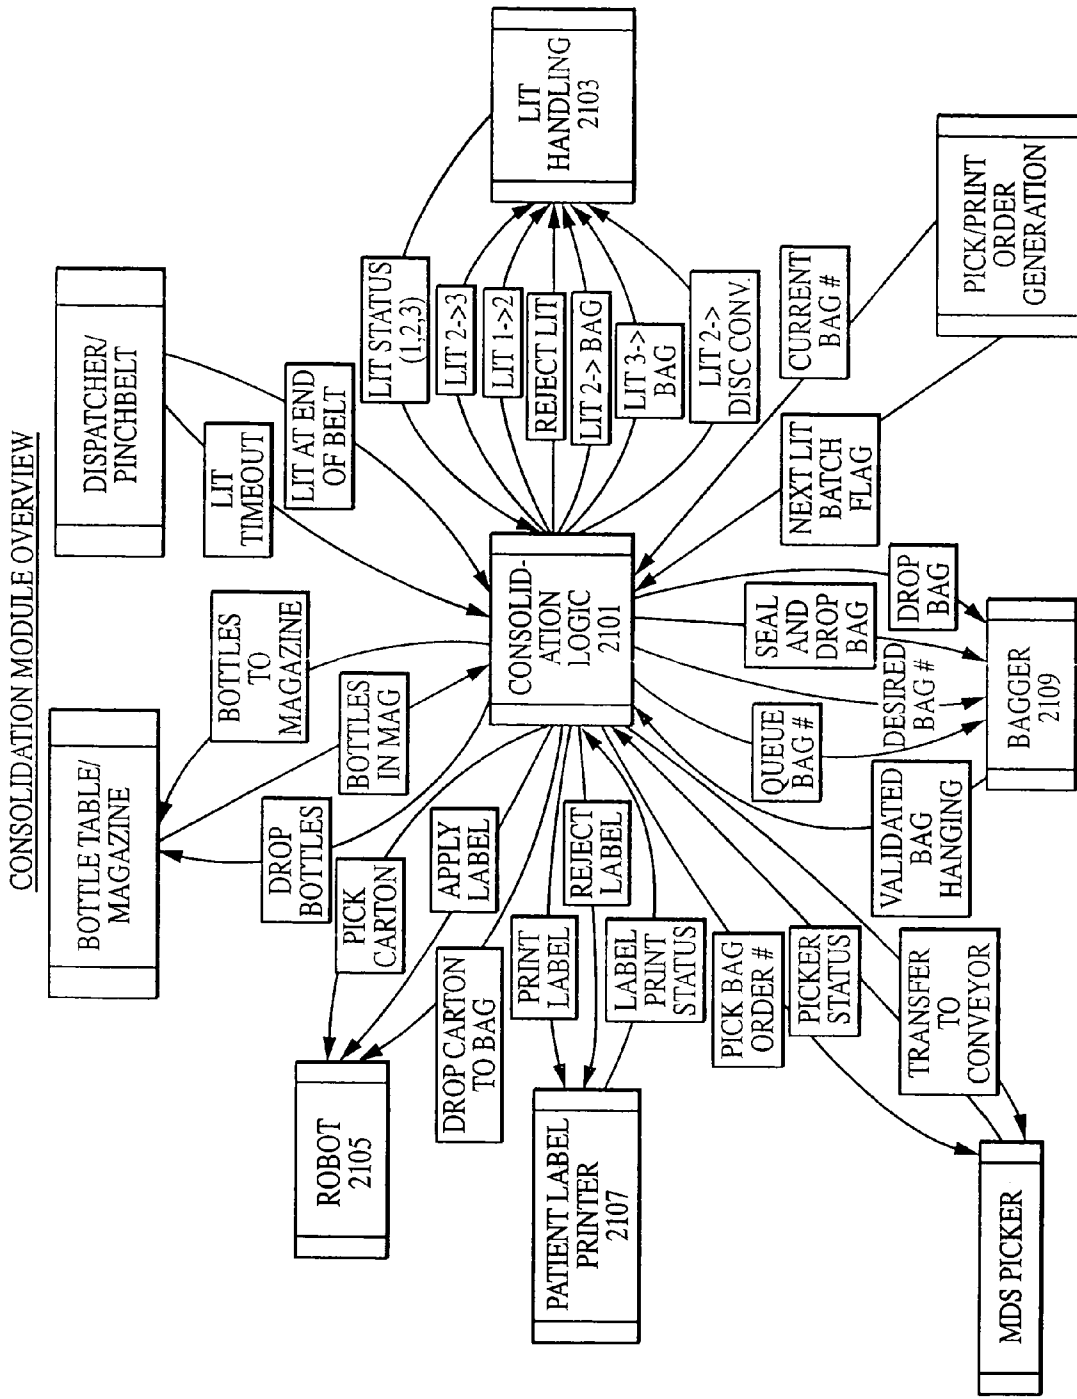 CONSOLIDATION MODULE OVERVIEW
BOTTLE TABLE/
MAGAZINE
DISPATCHER/
PINCHBELT
BOTTLES
TO
MAGAZINE
LIT
TIMEOUT
LIT AT END
OF BELT
DROP
BOTTLES
BOTTLES
IN MAG
ROBOT
2105
PICK
CARTON
APPLY
LABEL
DROP CARTON
TO BAG
LIT STATUS
(1,2,3)
LIT 2->3
LIT 1->2
REJECT LIT
LIT 2-> BAG
LIT 3->
BAG
LIT 2->
DISC CONV.
LIT
HANDLING
2103
CONSOLID-
ATION
LOGIC
2101
PATIENT LABEL
PRINTER
2107
PRINT
LABEL
REJECT
LABEL
LABEL
PRINT
STATUS
PICK BAG
ORDER #
PICKER
STATUS
TRANSFER
TO
CONVEYOR
MDS PICKER
VALIDATED
BAG
HANGING
QUEUE
BAG #
DESIRED
BAG #
SEAL
AND
DROP
BAG
DROP
BAG
BAGGER
2109
NEXT LIT
BATCH
FLAG
CURRENT
BAG #
PICK/PRINT
ORDER
GENERATION